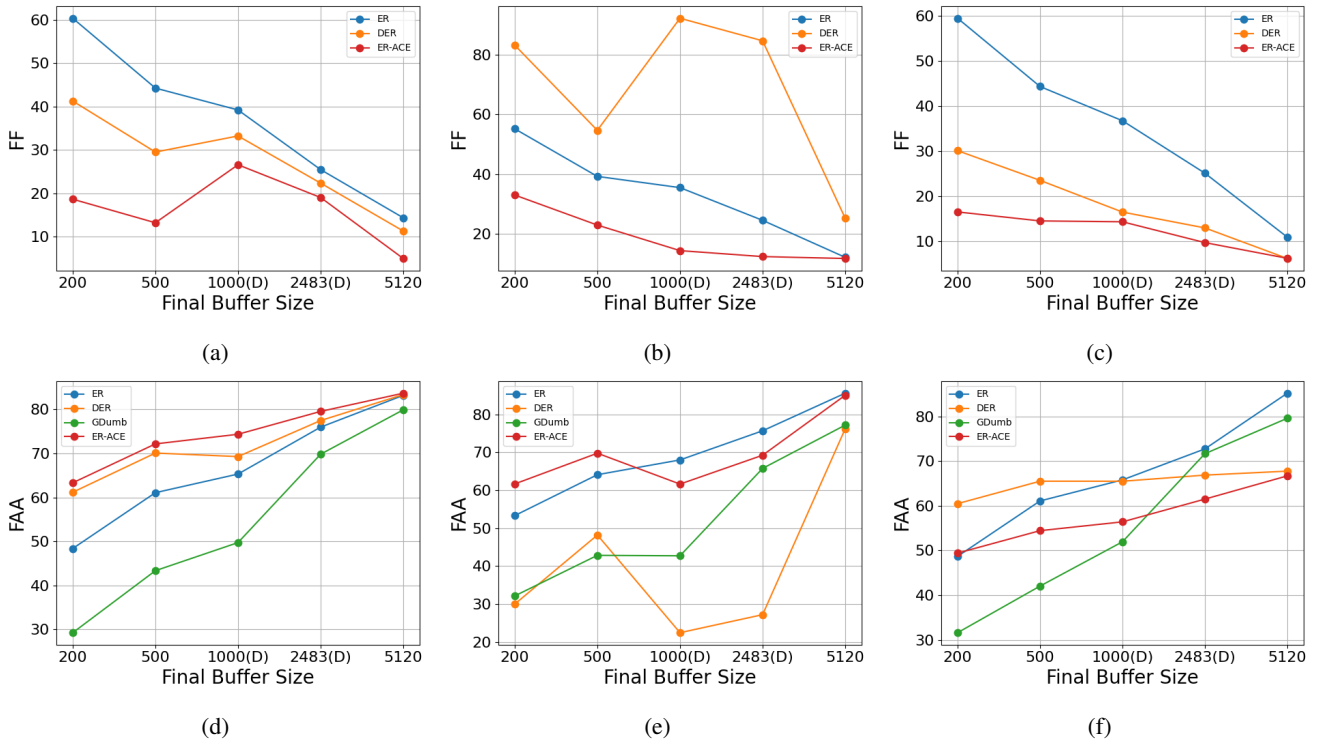 FF
60
50
40
30
20
10
ER
DER
ER-ACE
200 500 1000(D) 2483(D) 5120
Final Buffer Size
(a)
FF
80
60
40
20
ER
DER
ER-ACE
200 500 1000(D) 2483(D) 5120
Final Buffer Size
(b)
FF
60
50
40
30
20
10
ER
DER
ER-ACE
200 500 1000(D) 2483(D) 5120
Final Buffer Size
(c)
FAA
80
70
60
50
40
30
ER
DER
GDumb
ER-ACE
200 500 1000(D) 2483(D) 5120
Final Buffer Size
(d)
FAA
80
70
60
50
40
30
20
ER
DER
GDumb
ER-ACE
200 500 1000(D) 2483(D) 5120
Final Buffer Size
(e)
FAA
80
70
60
50
40
30
ER
DER
GDumb
ER-ACE
200 500 1000(D) 2483(D) 5120
Final Buffer Size
(f)